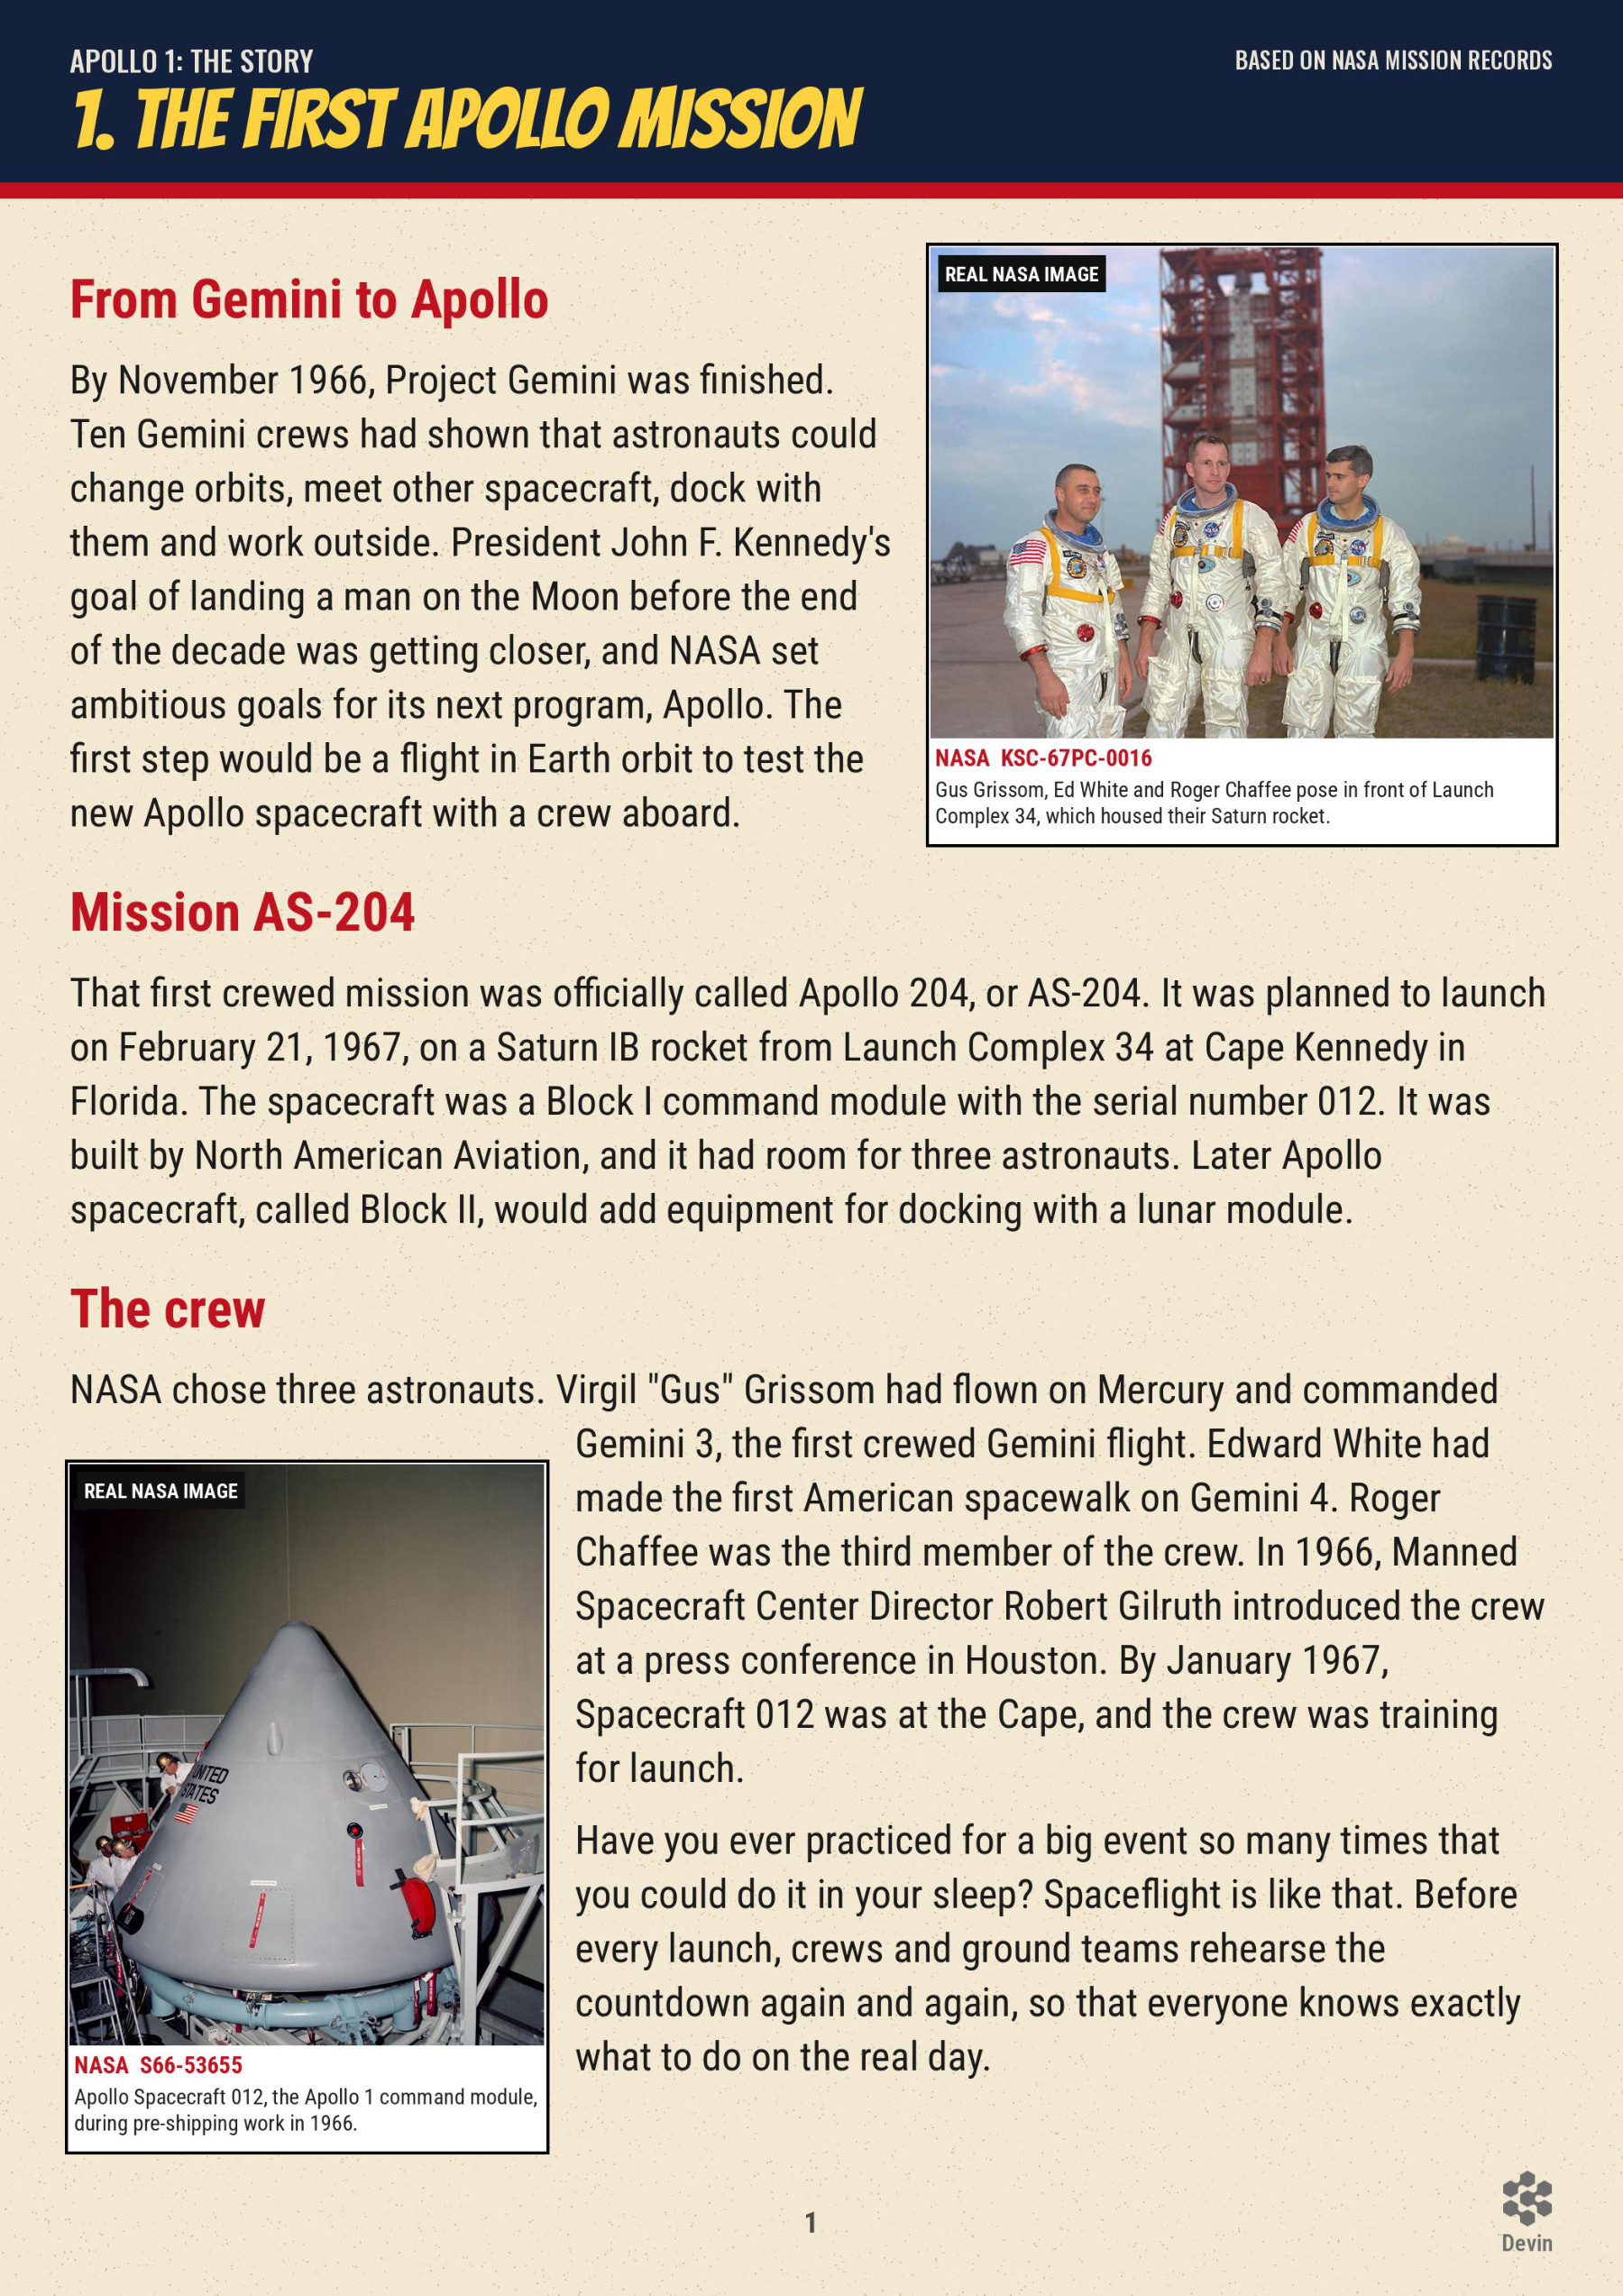 APOLLO 1: THE STORY
BASED ON NASA MISSION RECORDS
1. THE FIRST APOLLO MISSION
From Gemini to Apollo
By November 1966, Project Gemini was finished.
Ten Gemini crews had shown that astronauts could
change orbits, meet other spacecraft, dock with
them and work outside. President John F. Kennedy's
goal of landing a man on the Moon before the end
of the decade was getting closer, and NASA set
ambitious goals for its next program, Apollo. The
first step would be a flight in Earth orbit to test the
new Apollo spacecraft with a crew aboard.
REAL NASA IMAGE
NASA KSC-67PC-0016
Gus Grissom, Ed White and Roger Chaffee pose in front of Launch
Complex 34, which housed their Saturn rocket.
Mission AS-204
That first crewed mission was officially called Apollo 204, or AS-204. It was planned to launch
on February 21, 1967, on a Saturn IB rocket from Launch Complex 34 at Cape Kennedy in
Florida. The spacecraft was a Block I command module with the serial number 012. It was
built by North American Aviation, and it had room for three astronauts. Later Apollo
spacecraft, called Block II, would add equipment for docking with a lunar module.
The crew
NASA chose three astronauts. Virgil "Gus" Grissom had flown on Mercury and commanded
Gemini 3, the first crewed Gemini flight. Edward White had
made the first American spacewalk on Gemini 4. Roger
Chaffee was the third member of the crew. In 1966, Manned
Spacecraft Center Director Robert Gilruth introduced the crew
at a press conference in Houston. By January 1967,
Spacecraft 012 was at the Cape, and the crew was training
for launch.
Have you ever practiced for a big event so many times that
you could do it in your sleep? Spaceflight is like that. Before
every launch, crews and ground teams rehearse the
countdown again and again, so that everyone knows exactly
what to do on the real day.
REAL NASA IMAGE
UNITED
STATES
NASA S66-53655
Apollo Spacecraft 012, the Apollo 1 command module,
during pre-shipping work in 1966.
1
Devin